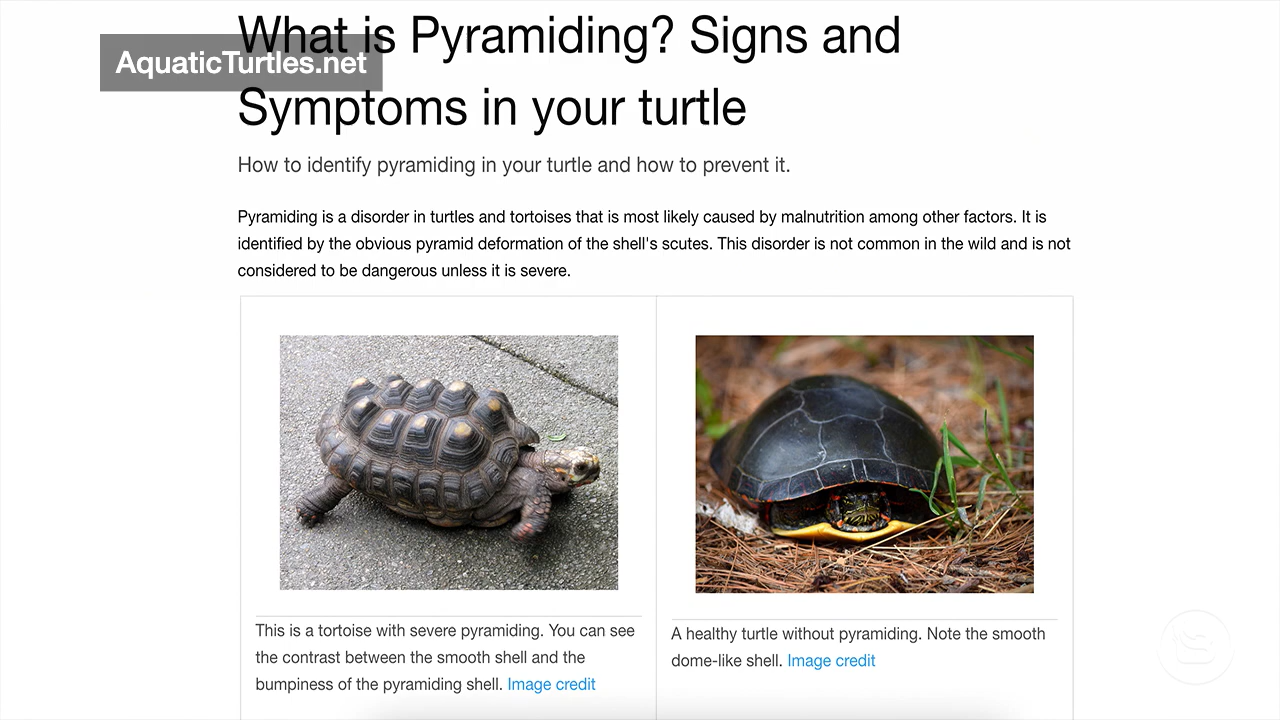 What is Pyramiding? Signs and
AquaticTurtles.net
Symptoms in your turtle
How to identify pyramiding in your turtle and how to prevent it.
Pyramiding is a disorder in turtles and tortoises that is most likely caused by malnutrition among other factors. It is
identified by the obvious pyramid deformation of the shell's scutes. This disorder is not common in the wild and is not
considered to be dangerous unless it is severe.
This is a tortoise with severe pyramiding. You can see
the contrast between the smooth shell and the
bumpiness of the pyramiding shell. Image credit
A healthy turtle without pyramiding. Note the smooth
dome-like shell. Image credit